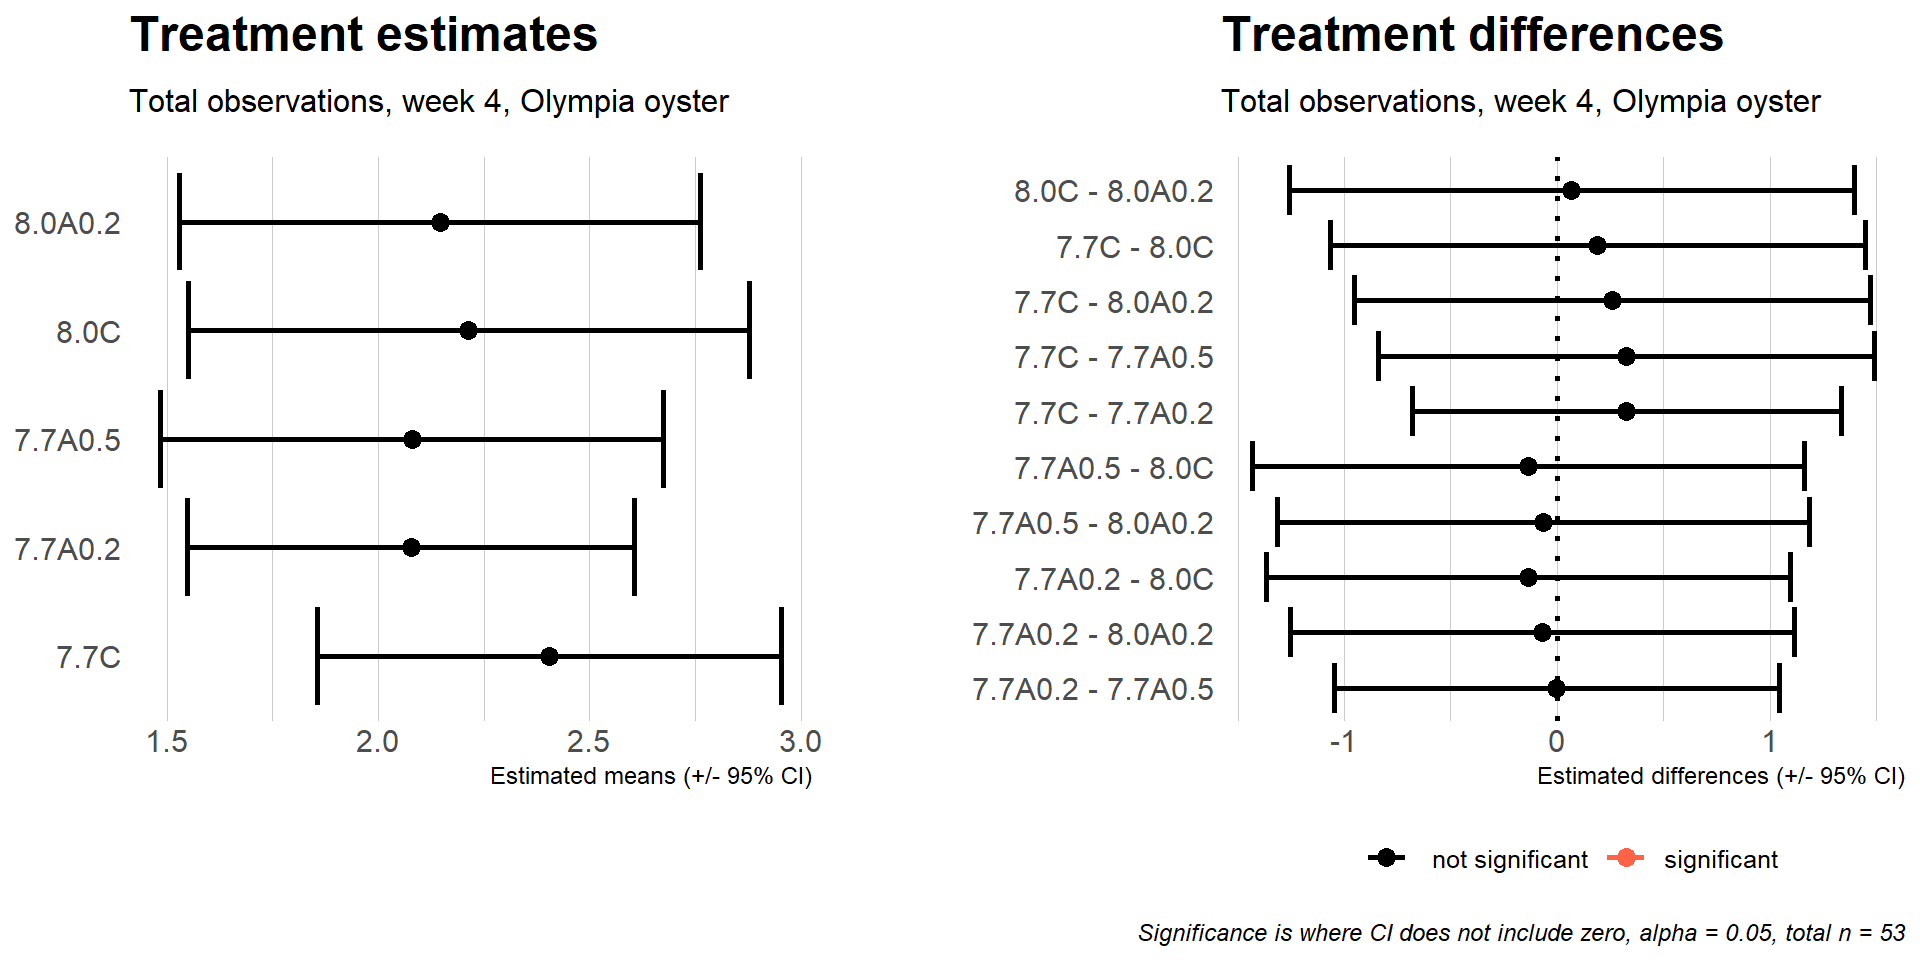 Treatment estimates
Total observations, week 4, Olympia oyster
8.0A0.2
8.0C
7.7A0.5
7.7A0.2
7.7C
1.5 2.0 2.5 3.0
Estimated means (+/- 95% CI)
Treatment differences
Total observations, week 4, Olympia oyster
8.0C - 8.0A0.2
7.7C - 8.0C
7.7C - 8.0A0.2
7.7C - 7.7A0.5
7.7C - 7.7A0.2
7.7A0.5 - 8.0C
7.7A0.5 - 8.0A0.2
7.7A0.2 - 8.0C
7.7A0.2 - 8.0A0.2
7.7A0.2 - 7.7A0.5
-1 0 1
Estimated differences (+/- 95% CI)
not significant significant
Significance is where CI does not include zero, alpha = 0.05, total n = 53